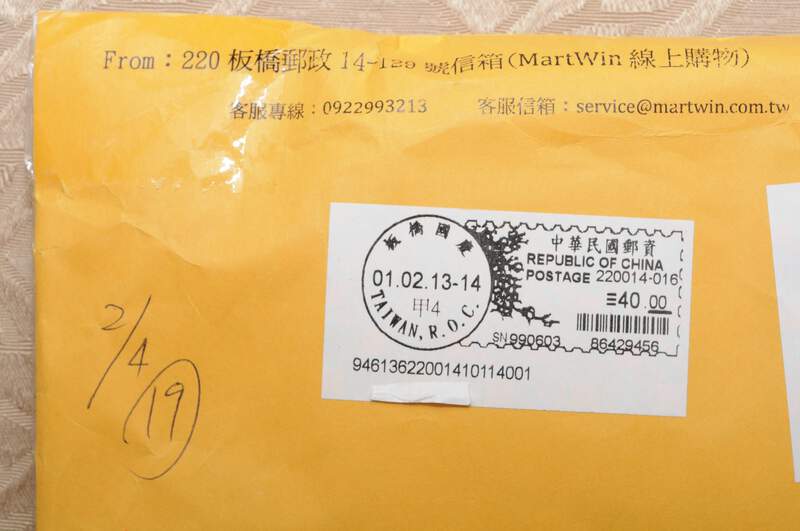 From：220 板橋郵政 14-129 號信箱(MartWin 線上購物)
客服專線：0922993213 客服信箱：service@martwin.com.tw
板橋國慶
01.02.13-14
甲4
TAIWAN, R.O.C.
中華民國郵資
REPUBLIC OF CHINA
POSTAGE 220014-016
≡40.00
SN990603 86429456
94613622001410114001
2/4
19